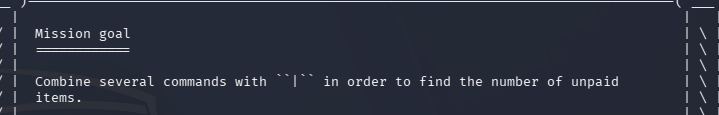 Mission goal
============
Combine several commands with ``|`` in order to find the number of unpaid
items.